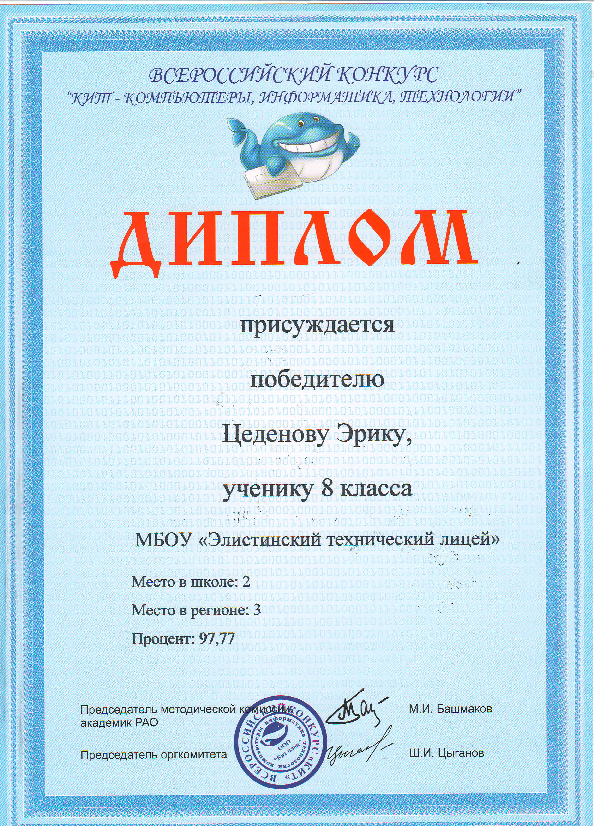 ВСЕРОССИЙСКИЙ КОНКУРС
"КИТ - КОМПЬЮТЕРЫ, ИНФОРМАТИКА, ТЕХНОЛОГИИ"
ДИПЛОМ
присуждается
победителю
Цеденову Эрику,
ученику 8 класса
МБОУ «Элистинский технический лицей»
Место в школе: 2
Место в регионе: 3
Процент: 97,77
Председатель методической комиссии, М.И. Башмаков
академик РАО
Председатель оргкомитета Ш.И. Цыганов
ВСЕРОССИЙСКИЙ КОНКУРС «КИТ»